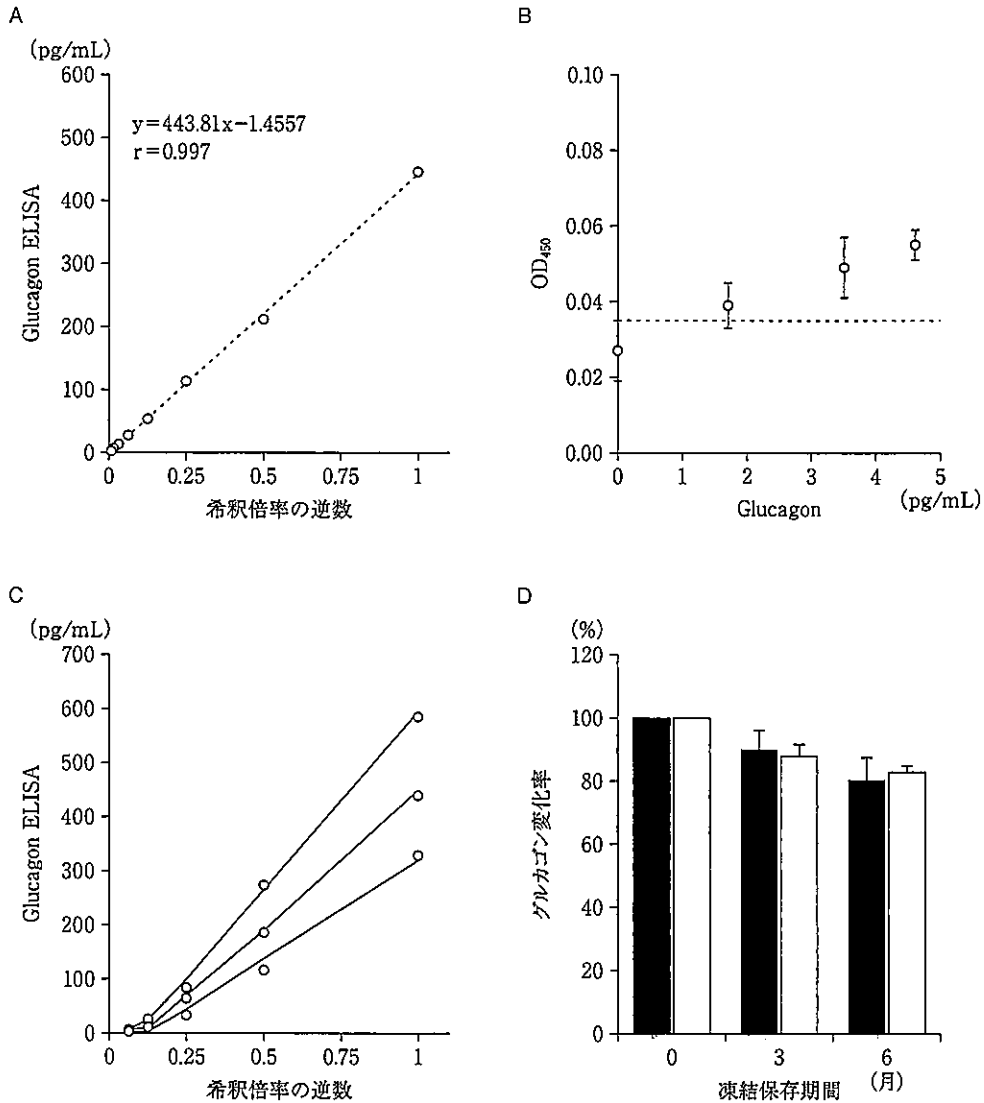 A
(pg/mL)
600
500
400
300
200
100
0
y=443.81x−1.4557
r=0.997
Glucagon ELISA
0 0.25 0.5 0.75 1
希釈倍率の逆数
B
0.10
0.08
0.06
0.04
0.02
0.00
OD450
0 1 2 3 4 5
Glucagon (pg/mL)
C
(pg/mL)
700
600
500
400
300
200
100
0
Glucagon ELISA
0 0.25 0.5 0.75 1
希釈倍率の逆数
D
(%)
120
100
80
60
40
20
0
グルカゴン変化率
0 3 6
(月)
凍結保存期間